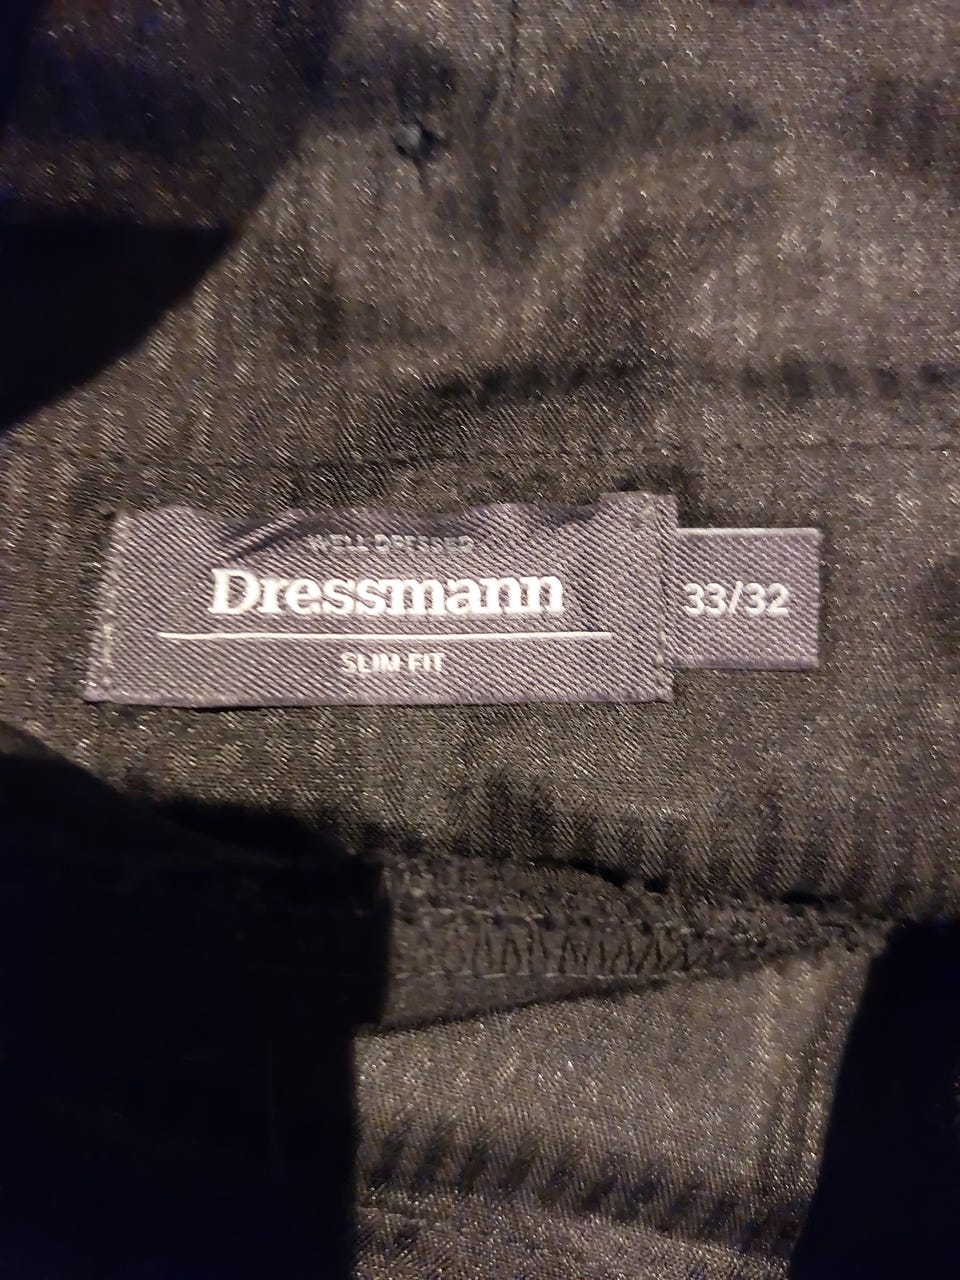 WELL DEFINED
Dressmann
SLIM FIT
33/32